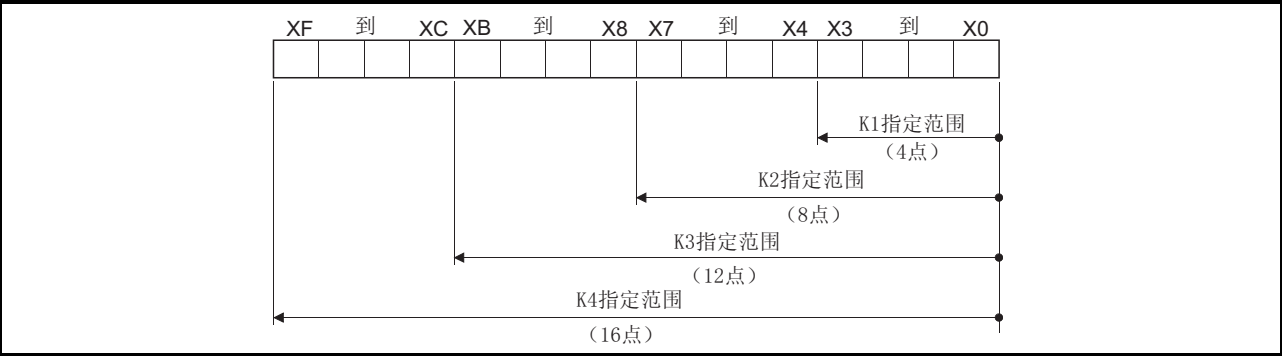 XF 到 XC XB 到 X8 X7 到 X4 X3 到 X0
K1指定范围
（4点）
K2指定范围
（8点）
K3指定范围
（12点）
K4指定范围
（16点）